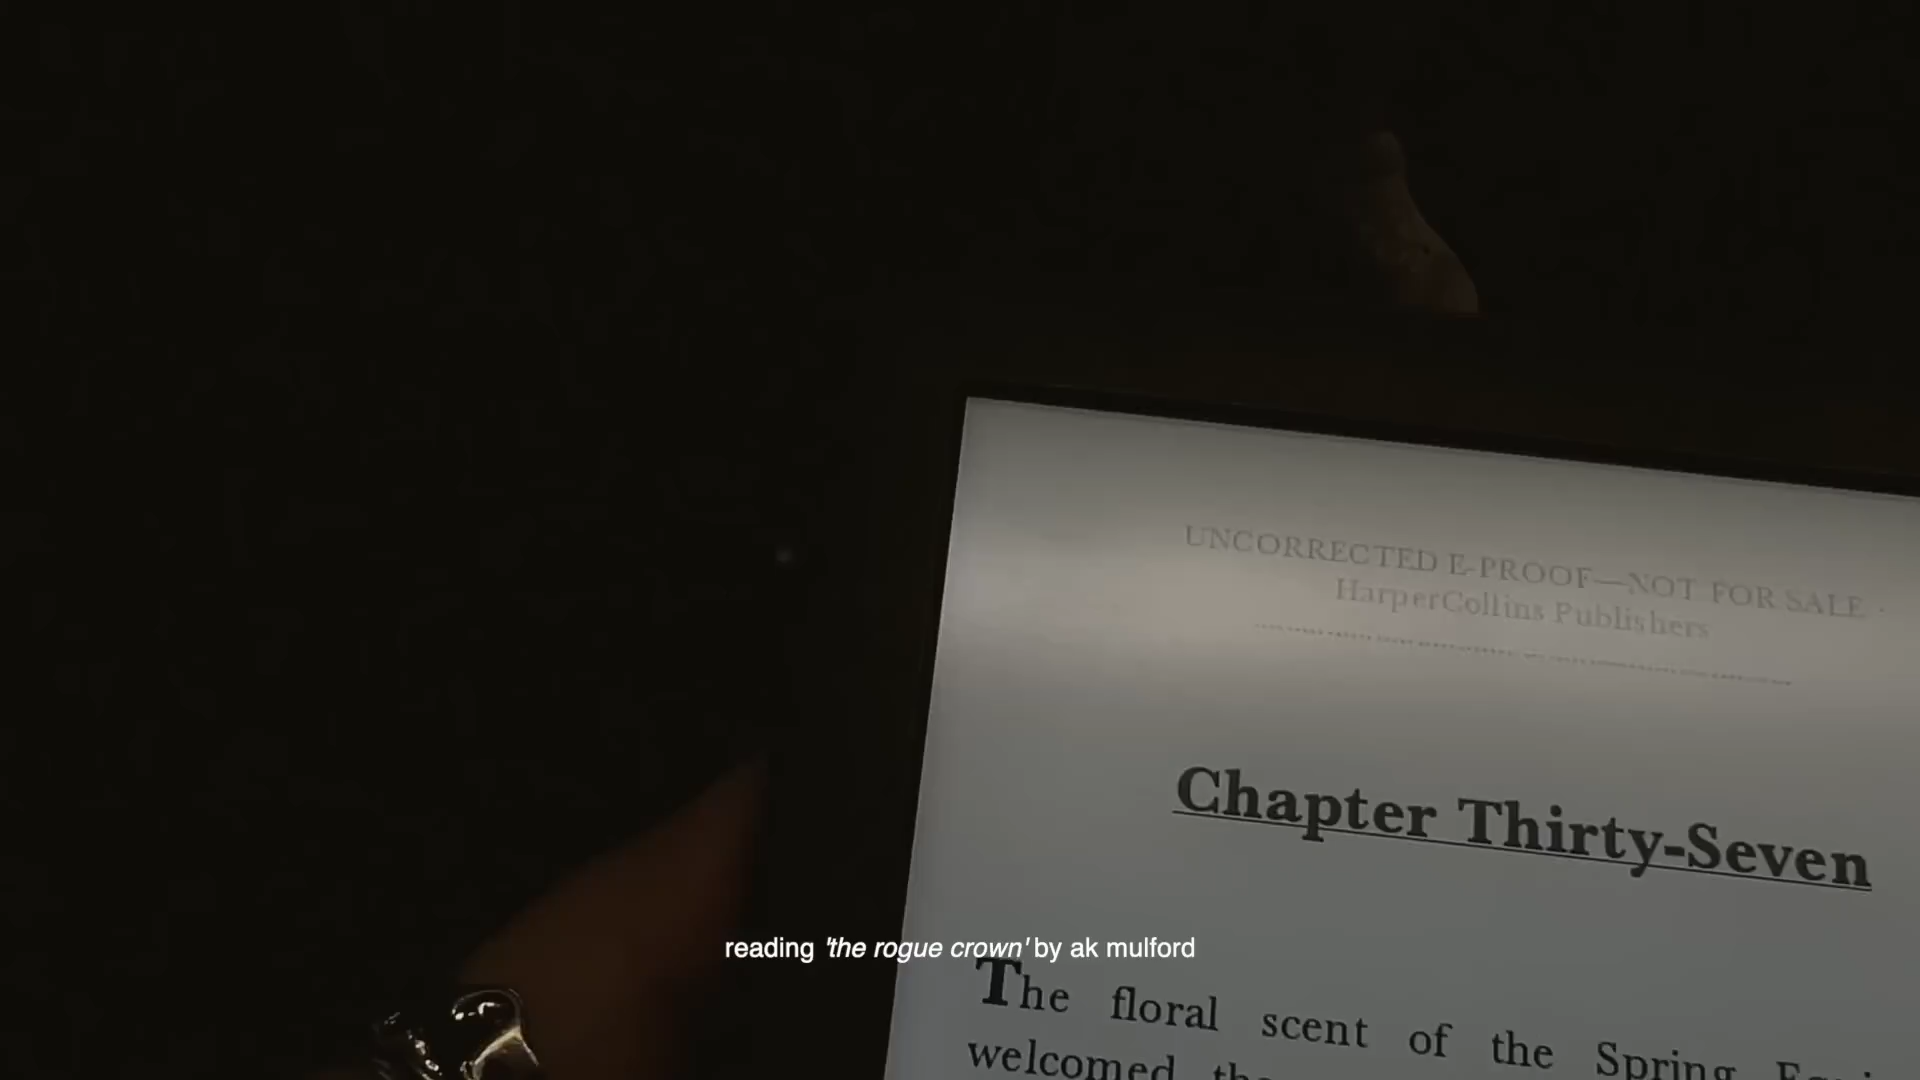 UNCORRECTED E-PROOF—NOT FOR SALE ·
HarperCollins Publishers
Chapter Thirty-Seven
reading 'the rogue crown' by ak mulford
The floral scent of the Spring
welcomed